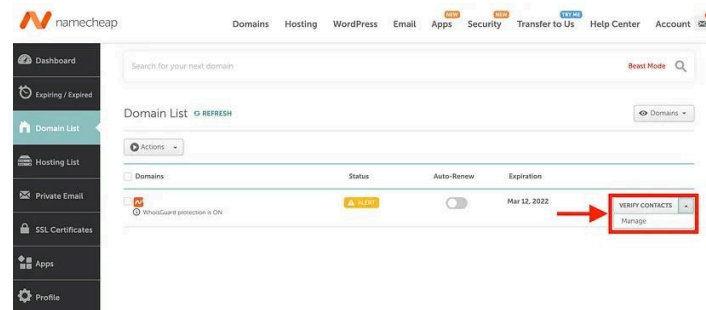 namecheap
Domains Hosting WordPress Email Apps Security Transfer to Us Help Center Account
NEW NEW TRY ME
Dashboard
Expiring / Expired
Domain List
Hosting List
Private Email
SSL Certificates
Apps
Profile
Search for your next domain
Beast Mode
Domain List REFRESH
Domains
Actions
Domains Status Auto-Renew Expiration
WhoisGuard protection is ON
ALERT
Mar 12, 2022
VERIFY CONTACTS
Manage